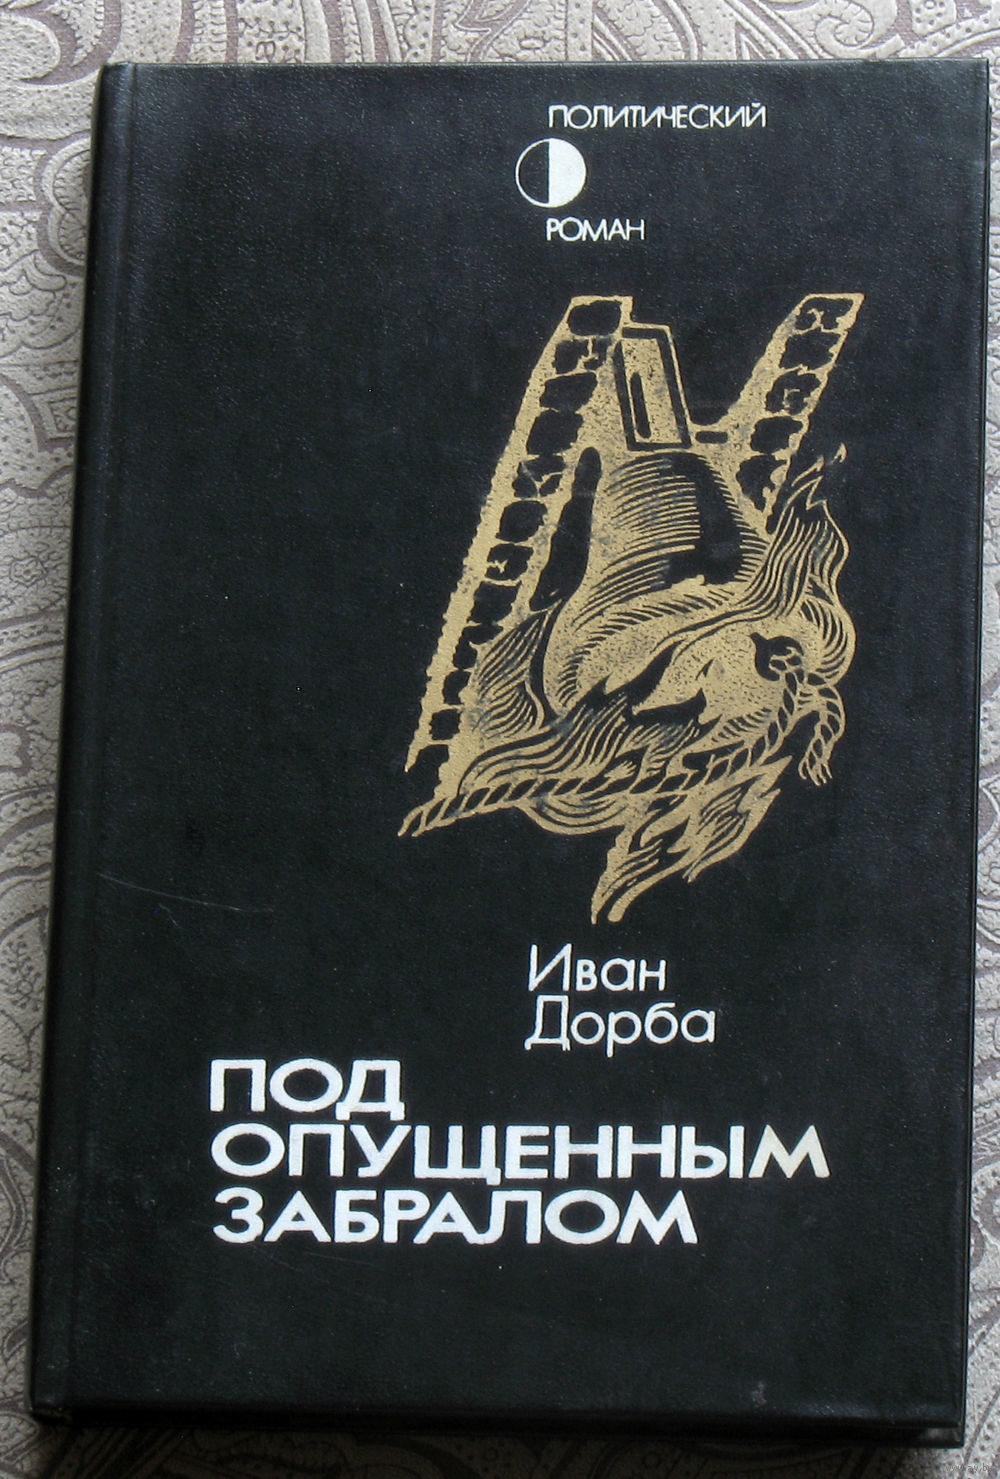 ПОЛИТИЧЕСКИЙ
РОМАН
Иван
Дорба
ПОД
ОПУЩЕННЫМ
ЗАБРАЛОМ